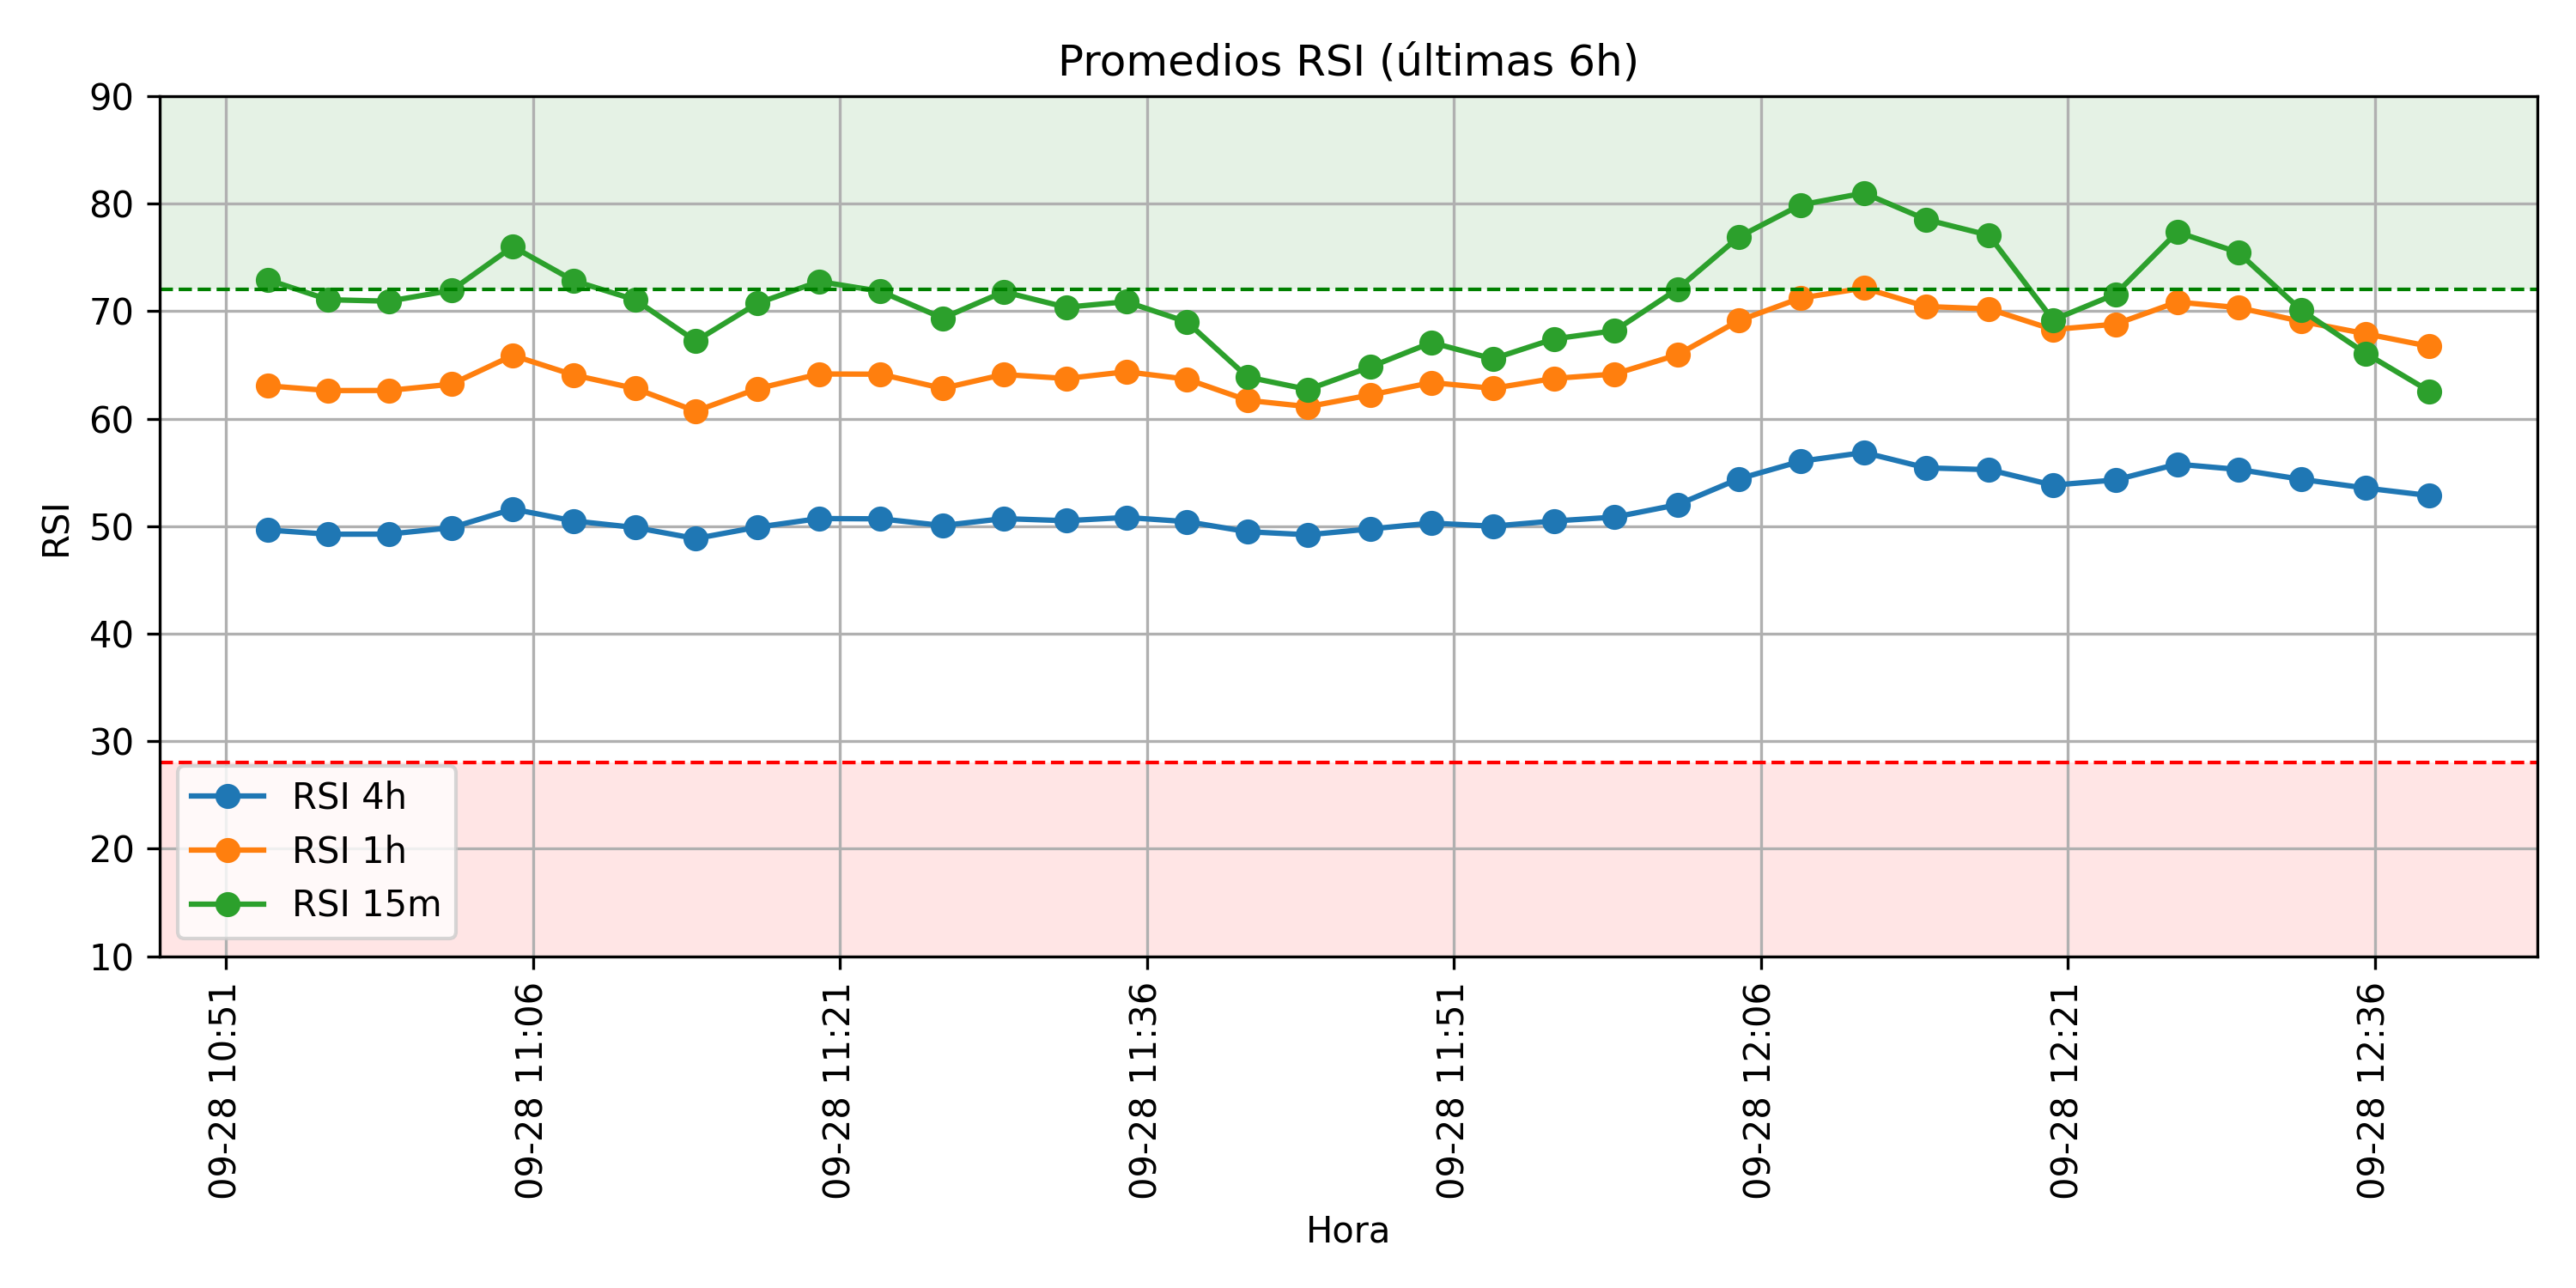 Promedios RSI (últimas 6h)
90
80
70
60
50
40
30
20
10
RSI
RSI 4h
RSI 1h
RSI 15m
09-28 10:51
09-28 11:06
09-28 11:21
09-28 11:36
09-28 11:51
09-28 12:06
09-28 12:21
09-28 12:36
Hora